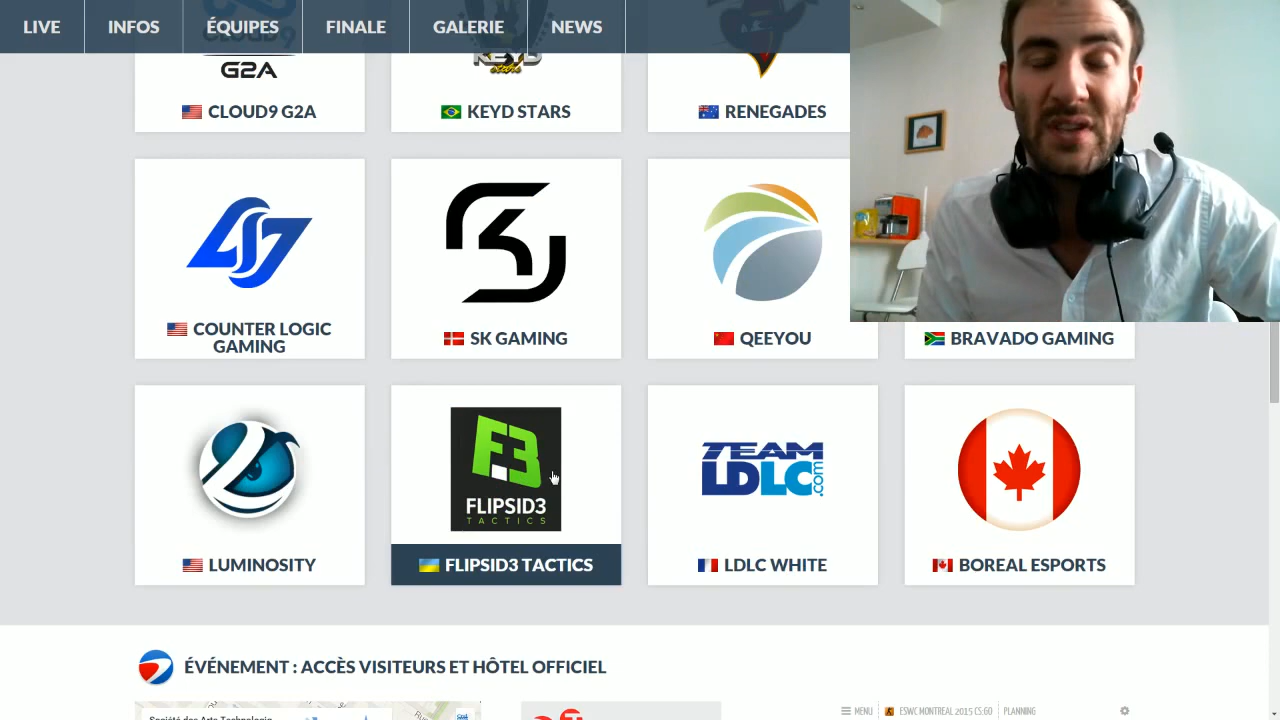 LIVE INFOS ÉQUIPES FINALE GALERIE NEWS
CLOUD9
G2A
KEYD
CLOUD9 G2A
KEYD STARS
RENEGADES
COUNTER LOGIC
GAMING
SK GAMING
QEEYOU
BRAVADO GAMING
FLIPSID3
TACTICS
TEAM
LDLC.com
LUMINOSITY
FLIPSID3 TACTICS
LDLC WHITE
BOREAL ESPORTS
ÉVÉNEMENT : ACCÈS VISITEURS ET HÔTEL OFFICIEL
MENU ESWC MONTREAL 2015 CS:GO PLANNING